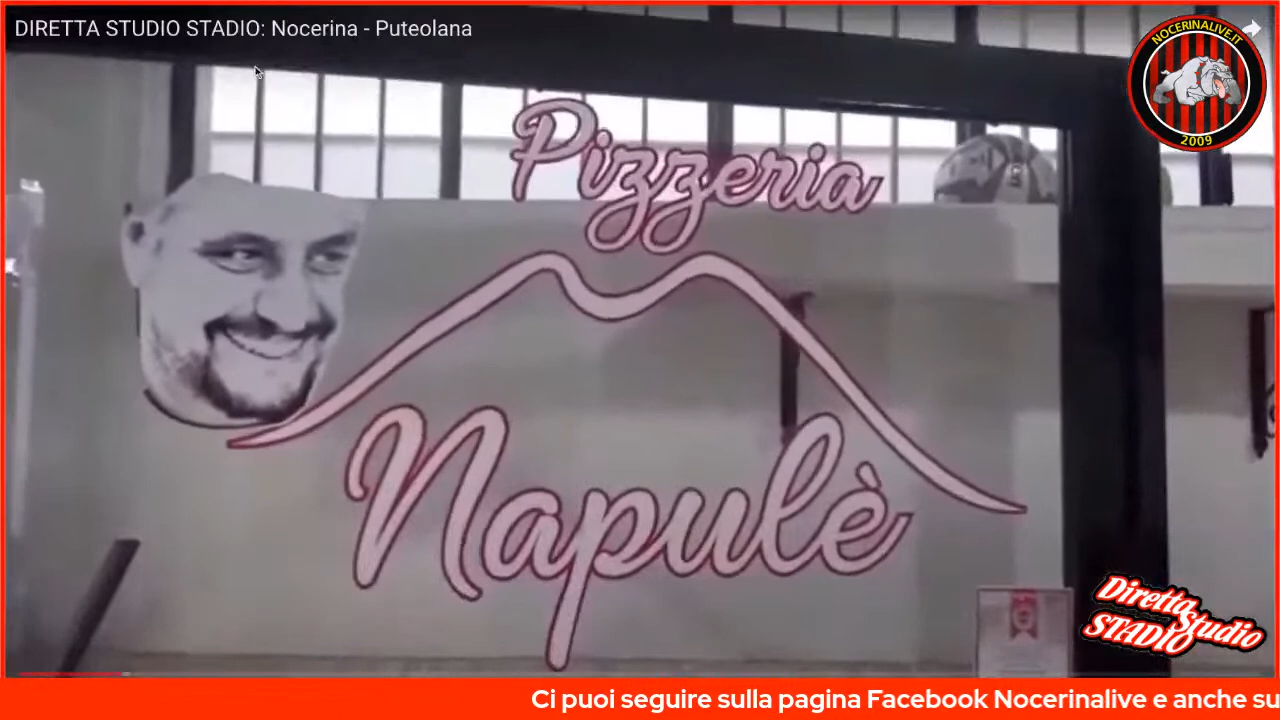 DIRETTA STUDIO STADIO: Nocerina - Puteolana
NOCERINALIVE.IT
2009
Pizzeria
Napulè
Diretta
Studio
STADIO
Ci puoi seguire sulla pagina Facebook Nocerinalive e anche su